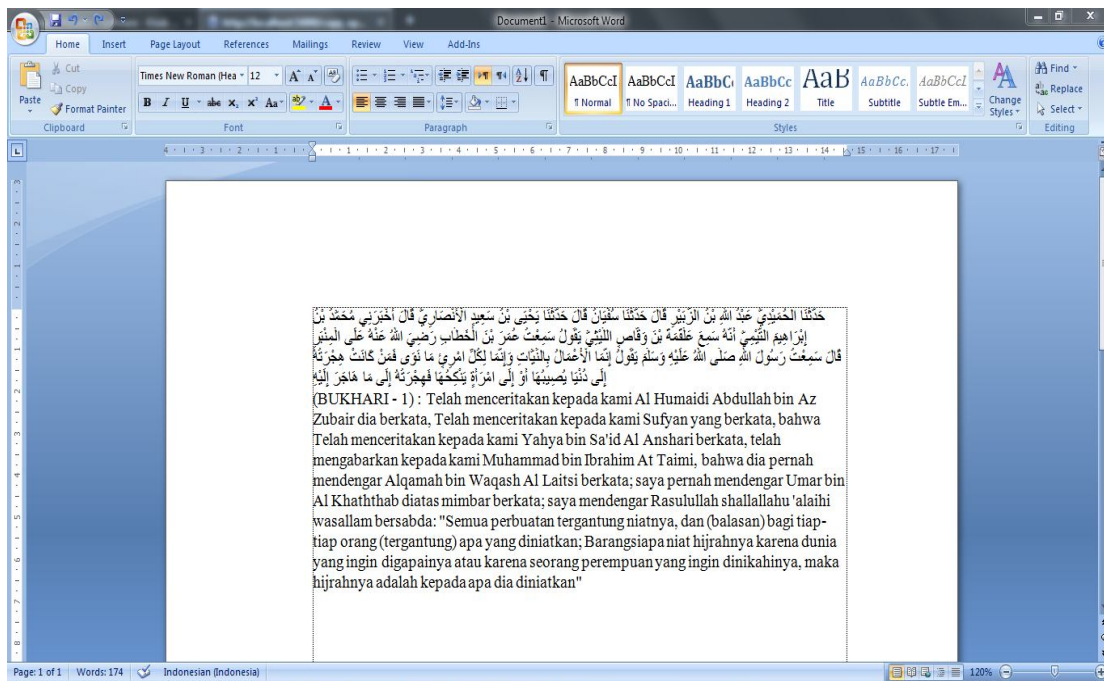 Document1 - Microsoft Word
Home Insert Page Layout References Mailings Review View Add-Ins
Paste
Cut
Copy
Format Painter
Clipboard
Times New Roman (Hea 12
Font
Paragraph
AaBbCcI AaBbCcI AaBbC AaBbCc AaB AaBbCc. AaBbCcI
¶ Normal ¶ No Spaci... Heading 1 Heading 2 Title Subtitle Subtle Em...
Change Styles
Styles
Find
Replace
Select
Editing
حَدَّثَنَا الْحُمَيْدِيُّ عَبْدُ اللَّهِ بْنُ الزُّبَيْرِ قَالَ حَدَّثَنَا سُفْيَانُ قَالَ حَدَّثَنَا يَحْيَى بْنُ سَعِيدٍ الْأَنْصَارِيُّ قَالَ أَخْبَرَنِي مُحَمَّدُ بْنُ
إِبْرَاهِيمَ التَّيْمِيُّ أَنَّهُ سَمِعَ عَلْقَمَةَ بْنَ وَقَّاصٍ اللَّيْثِيَّ يَقُولُ سَمِعْتُ عُمَرَ بْنَ الْخَطَّابِ رَضِيَ اللَّهُ عَنْهُ عَلَى الْمِنْبَرِ
قَالَ سَمِعْتُ رَسُولَ اللَّهِ صَلَّى اللَّهُ عَلَيْهِ وَسَلَّمَ يَقُولُ إِنَّمَا الْأَعْمَالُ بِالنِّيَّاتِ وَإِنَّمَا لِكُلِّ امْرِئٍ مَا نَوَى فَمَنْ كَانَتْ هِجْرَتُهُ
إِلَى دُنْيَا يُصِيبُهَا أَوْ إِلَى امْرَأَةٍ يَنْكِحُهَا فَهِجْرَتُهُ إِلَى مَا هَاجَرَ إِلَيْهِ
(BUKHARI - 1) : Telah menceritakan kepada kami Al Humaidi Abdullah bin Az
Zubair dia berkata, Telah menceritakan kepada kami Sufyan yang berkata, bahwa
Telah menceritakan kepada kami Yahya bin Sa'id Al Anshari berkata, telah
mengabarkan kepada kami Muhammad bin Ibrahim At Taimi, bahwa dia pernah
mendengar Alqamah bin Waqash Al Laitsi berkata; saya pernah mendengar Umar bin
Al Khaththab diatas mimbar berkata; saya mendengar Rasulullah shallallahu 'alaihi
wasallam bersabda: "Semua perbuatan tergantung niatnya, dan (balasan) bagi tiap-
tiap orang (tergantung) apa yang diniatkan; Barangsiapa niat hijrahnya karena dunia
yang ingin digapainya atau karena seorang perempuan yang ingin dinikahinya, maka
hijrahnya adalah kepada apa dia diniatkan"
Page: 1 of 1 Words: 174 Indonesian (Indonesia) 120%